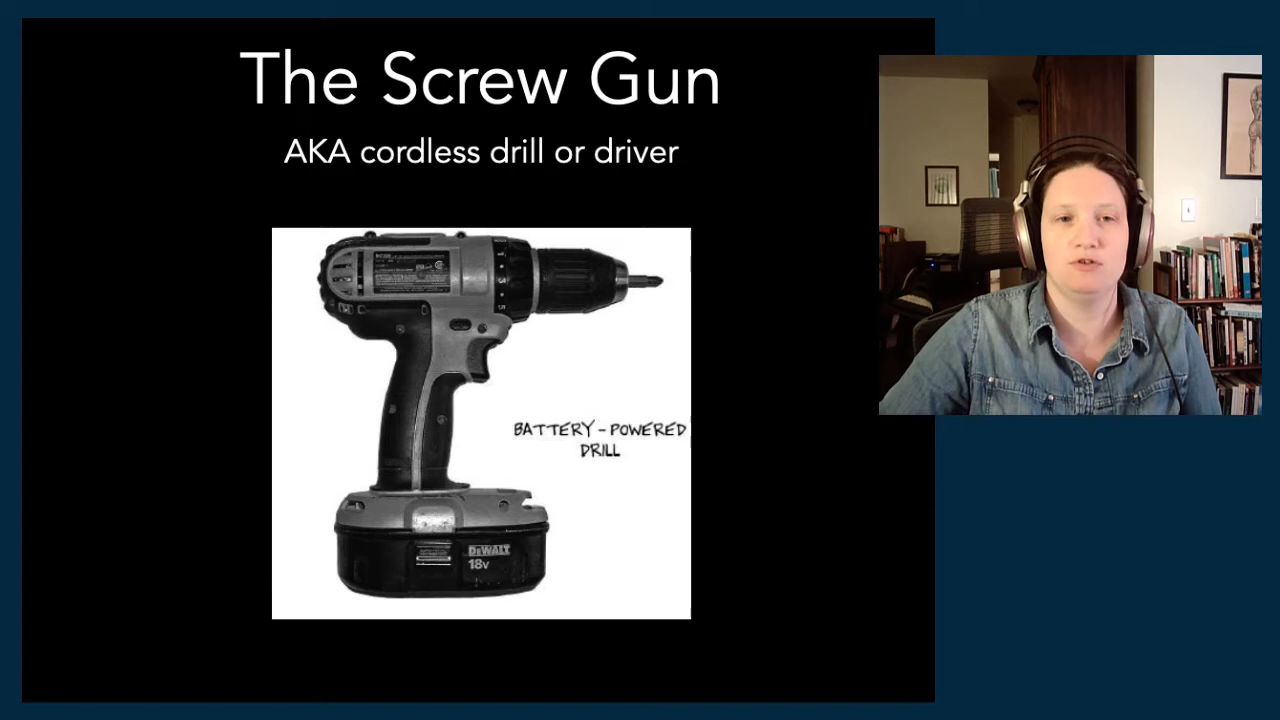 The Screw Gun
AKA cordless drill or driver
BATTERY-POWERED
DRILL
DEWALT
18v